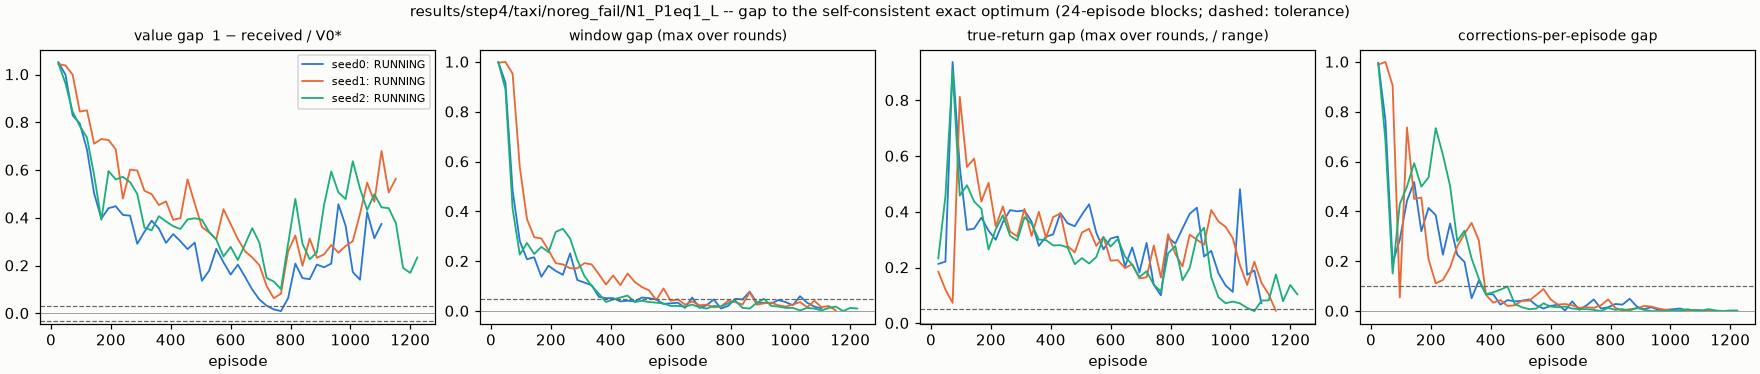 results/step4/taxi/noreg_fail/N1_P1eq1_L -- gap to the self-consistent exact optimum (24-episode blocks; dashed: tolerance)
value gap 1 − received / V0*
window gap (max over rounds)
true-return gap (max over rounds, / range)
corrections-per-episode gap
seed0: RUNNING
seed1: RUNNING
seed2: RUNNING
1.0
0.8
0.6
0.4
0.2
0.0
0 200 400 600 800 1000 1200
episode
1.0
0.8
0.6
0.4
0.2
0.0
0 200 400 600 800 1000 1200
episode
0.8
0.6
0.4
0.2
0.0
0 200 400 600 800 1000 1200
episode
1.0
0.8
0.6
0.4
0.2
0.0
0 200 400 600 800 1000 1200
episode